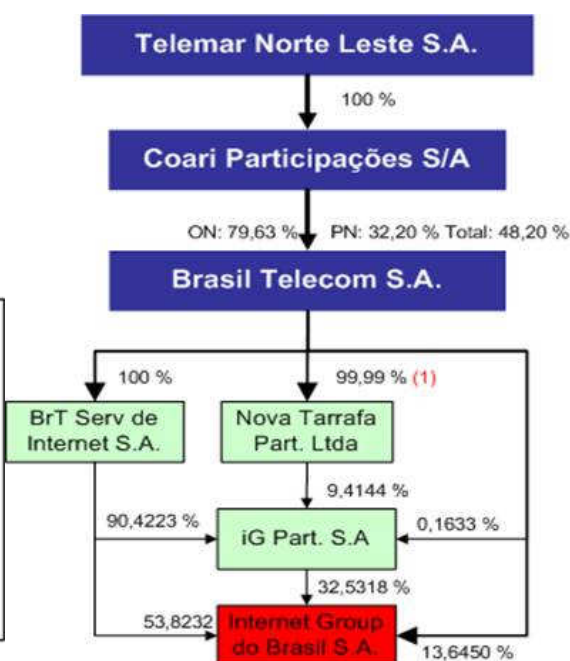 Telemar Norte Leste S.A.
100 %
Coari Participações S/A
ON: 79,63 % PN: 32,20 % Total: 48,20 %
Brasil Telecom S.A.
100 %
99,99 % (1)
BrT Serv de
Internet S.A.
Nova Tarrafa
Part. Ltda
9,4144 %
90,4223 %
0,1633 %
iG Part. S.A
32,5318 %
53,8232
Internet Group
do Brasil S.A.
13,6450 %